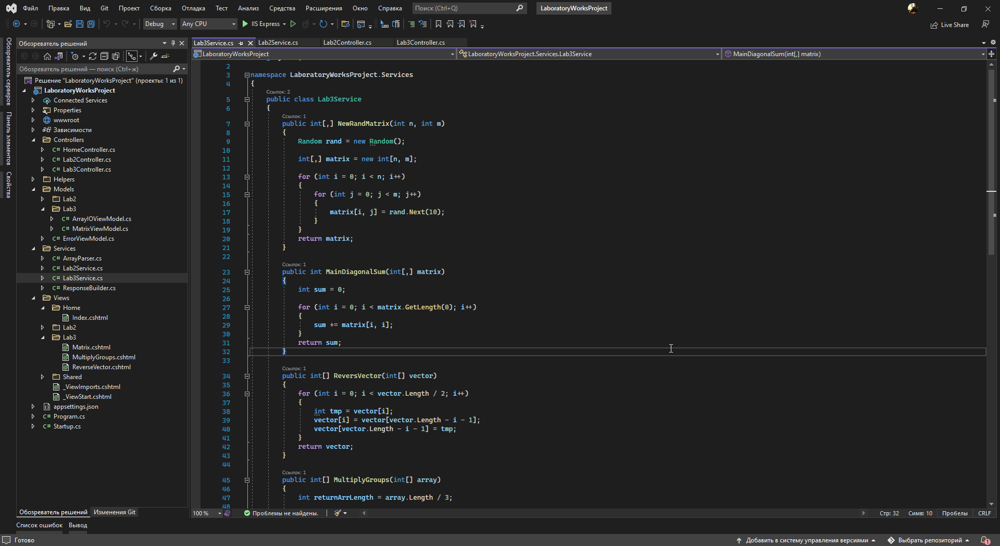 Файл Правка Вид Git Проект Сборка Отладка Тест Анализ Средства Расширения Окно Справка Поиск (Ctrl+Q) LaboratoryWorksProject
Debug Any CPU IIS Express Live Share
Обозреватель серверов
Панель элементов
Свойства
Обозреватель решений
Обозреватель решений — поиск (Ctrl+ж)
Решение "LaboratoryWorksProject" (проекты: 1 из 1)
LaboratoryWorksProject
Connected Services
Properties
wwwroot
Зависимости
Controllers
C# HomeController.cs
C# Lab2Controller.cs
C# Lab3Controller.cs
Helpers
Models
Lab2
Lab3
C# ArrayIOViewModel.cs
C# MatrixViewModel.cs
C# ErrorViewModel.cs
Services
C# ArrayParser.cs
C# Lab2Service.cs
C# Lab3Service.cs
C# ResponseBuilder.cs
Views
Home
Index.cshtml
Lab2
Lab3
Matrix.cshtml
MultiplyGroups.cshtml
ReverseVector.cshtml
Shared
_ViewImports.cshtml
_ViewStart.cshtml
appsettings.json
C# Program.cs
C# Startup.cs
Обозреватель решений Изменения Git
Lab3Service.cs Lab2Service.cs Lab2Controller.cs Lab3Controller.cs
LaboratoryWorksProject LaboratoryWorksProject.Services.Lab3Service MainDiagonalSum(int[,] matrix)
2
3 namespace LaboratoryWorksProject.Services
4 {
Ссылок: 2
5 public class Lab3Service
6 {
Ссылок: 1
7 public int[,] NewRandMatrix(int n, int m)
8 {
9 Random rand = new Random();
10
11 int[,] matrix = new int[n, m];
12
13 for (int i = 0; i < n; i++)
14 {
15 for (int j = 0; j < m; j++)
16 {
17 matrix[i, j] = rand.Next(10);
18 }
19 }
20 return matrix;
21 }
22
Ссылок: 1
23 public int MainDiagonalSum(int[,] matrix)
24 {
25 int sum = 0;
26
27 for (int i = 0; i < matrix.GetLength(0); i++)
28 {
29 sum += matrix[i, i];
30 }
31 return sum;
32 }
33
Ссылок: 1
34 public int[] ReversVector(int[] vector)
35 {
36 for (int i = 0; i < vector.Length / 2; i++)
37 {
38 int tmp = vector[i];
39 vector[i] = vector[vector.Length - i - 1];
40 vector[vector.Length - i - 1] = tmp;
41 }
42 return vector;
43 }
44
Ссылок: 1
45 public int[] MultiplyGroups(int[] array)
46 {
47 int returnArrLength = array.Length / 3;
48
100 % Проблемы не найдены. Стр: 32 Симв: 10 Пробелы CRLF
Список ошибок Вывод
Готово Добавить в систему управления версиями Выбрать репозиторий 1